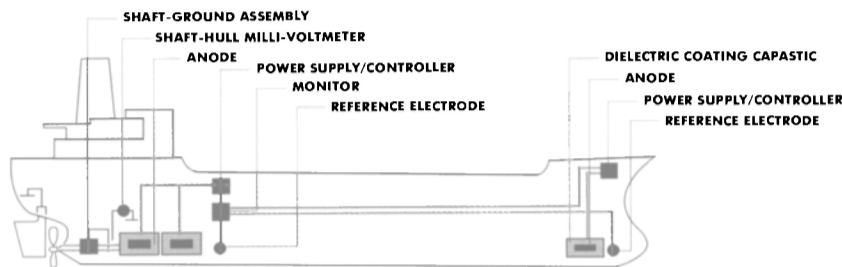 SHAFT-GROUND ASSEMBLY
SHAFT-HULL MILLI-VOLTMETER
ANODE
POWER SUPPLY/CONTROLLER
MONITOR
REFERENCE ELECTRODE
DIELECTRIC COATING CAPASTIC
ANODE
POWER SUPPLY/CONTROLLER
REFERENCE ELECTRODE